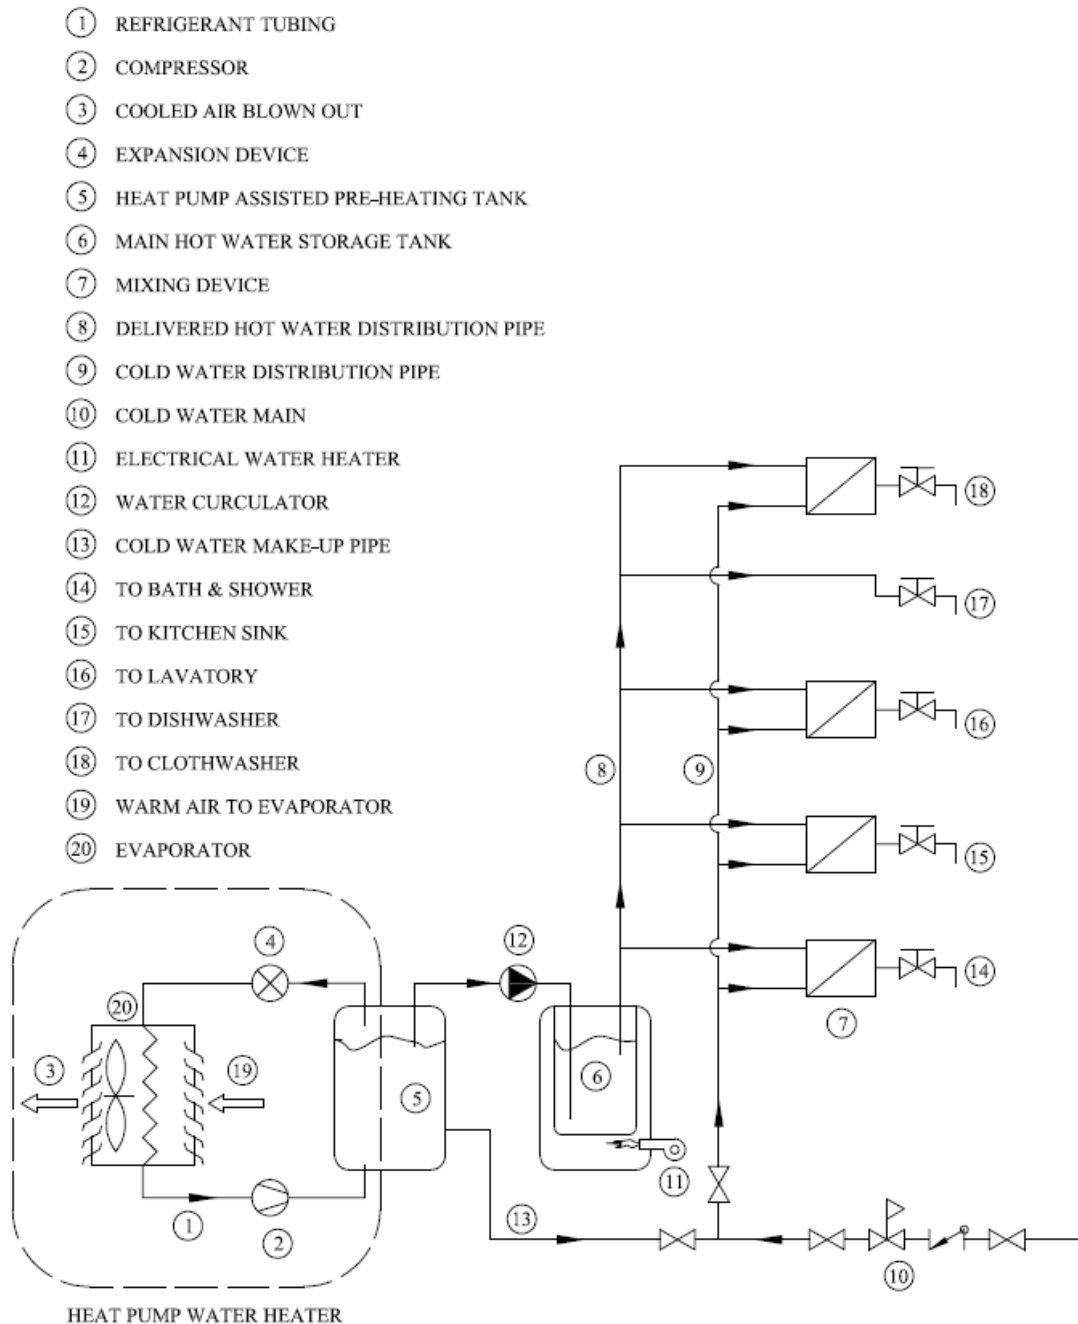 1 REFRIGERANT TUBING
2 COMPRESSOR
3 COOLED AIR BLOWN OUT
4 EXPANSION DEVICE
5 HEAT PUMP ASSISTED PRE-HEATING TANK
6 MAIN HOT WATER STORAGE TANK
7 MIXING DEVICE
8 DELIVERED HOT WATER DISTRIBUTION PIPE
9 COLD WATER DISTRIBUTION PIPE
10 COLD WATER MAIN
11 ELECTRICAL WATER HEATER
12 WATER CURCULATOR
13 COLD WATER MAKE-UP PIPE
14 TO BATH & SHOWER
15 TO KITCHEN SINK
16 TO LAVATORY
17 TO DISHWASHER
18 TO CLOTHWASHER
19 WARM AIR TO EVAPORATOR
20 EVAPORATOR
18
17
16
8
9
15
4
12
14
20
7
3
19
5
6
11
1
2
13
10
HEAT PUMP WATER HEATER